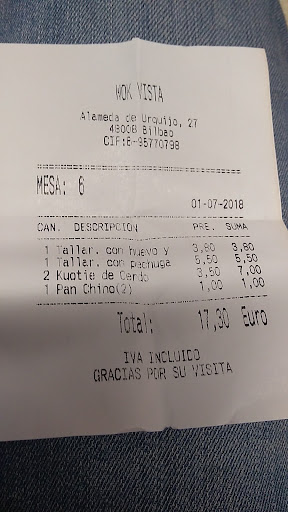 WOK VISTA
Alameda de Urquijo, 27
48008 Bilbao
CIF:B-95770798
MESA: 6
01-07-2018
CAN. DESCRIPCION PRE. SUMA
1 Tallar. con huevo y 3,80 3,80
1 Tallar. con pechuga 5,50 5,50
2 Kuotie de Cerdo 3,50 7,00
1 Pan Chino(2) 1,00 1,00
Total: 17,30 Euro
IVA INCLUIDO
GRACIAS POR SU VISITA